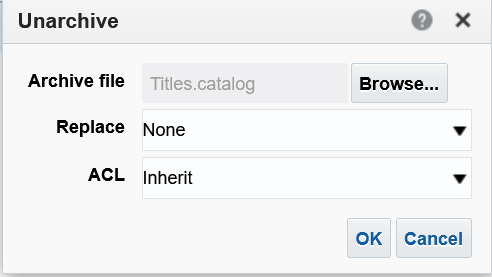 Unarchive
Archive file Titles.catalog Browse...
Replace None
ACL Inherit
OK Cancel